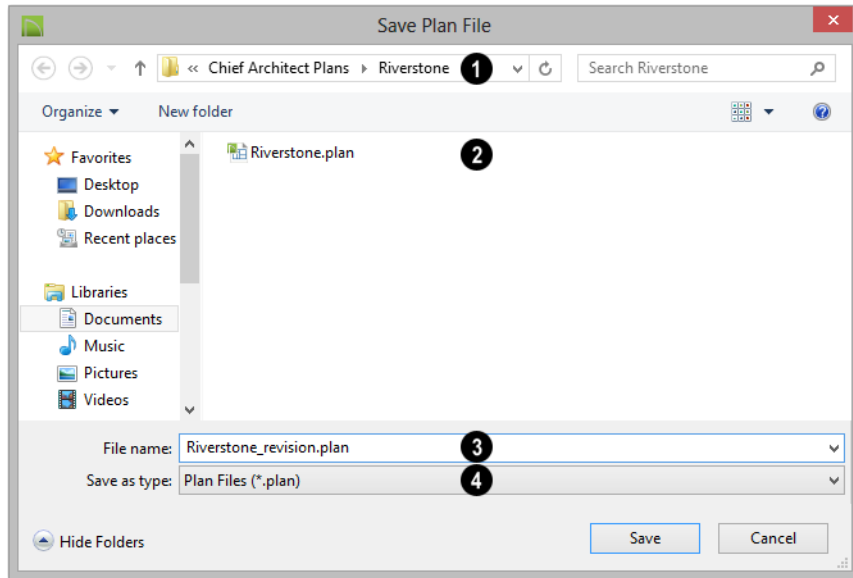 Save Plan File
« Chief Architect Plans Riverstone 1 Search Riverstone
Organize New folder
Favorites
Desktop
Downloads
Recent places
Libraries
Documents
Music
Pictures
Videos
Riverstone.plan 2
File name: Riverstone_revision.plan 3
Save as type: Plan Files (*.plan) 4
Hide Folders Save Cancel